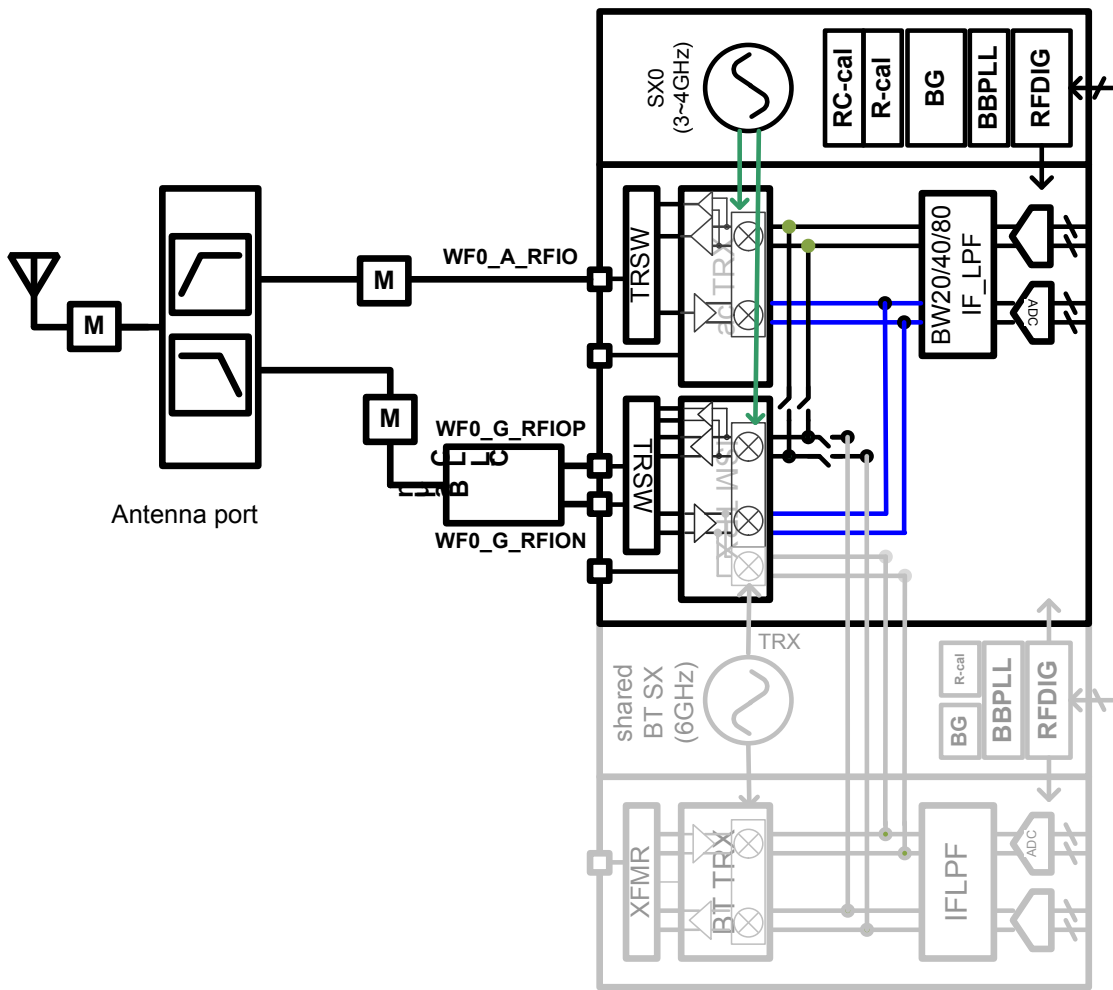 SX0
(3~4GHz)
RC-cal
R-cal
BG
BBPLL
RFDIG
M
M
WF0_A_RFIO
TRSW
BW20/40/80
IF_LPF
ADC
M
WF0_G_RFIOP
TRSW
WF0_G_RFION
Antenna port
TRX
shared
BT SX
(6GHz)
R-cal
BG
BBPLL
RFDIG
XFMR
BT TRX
IFLPF
ADC